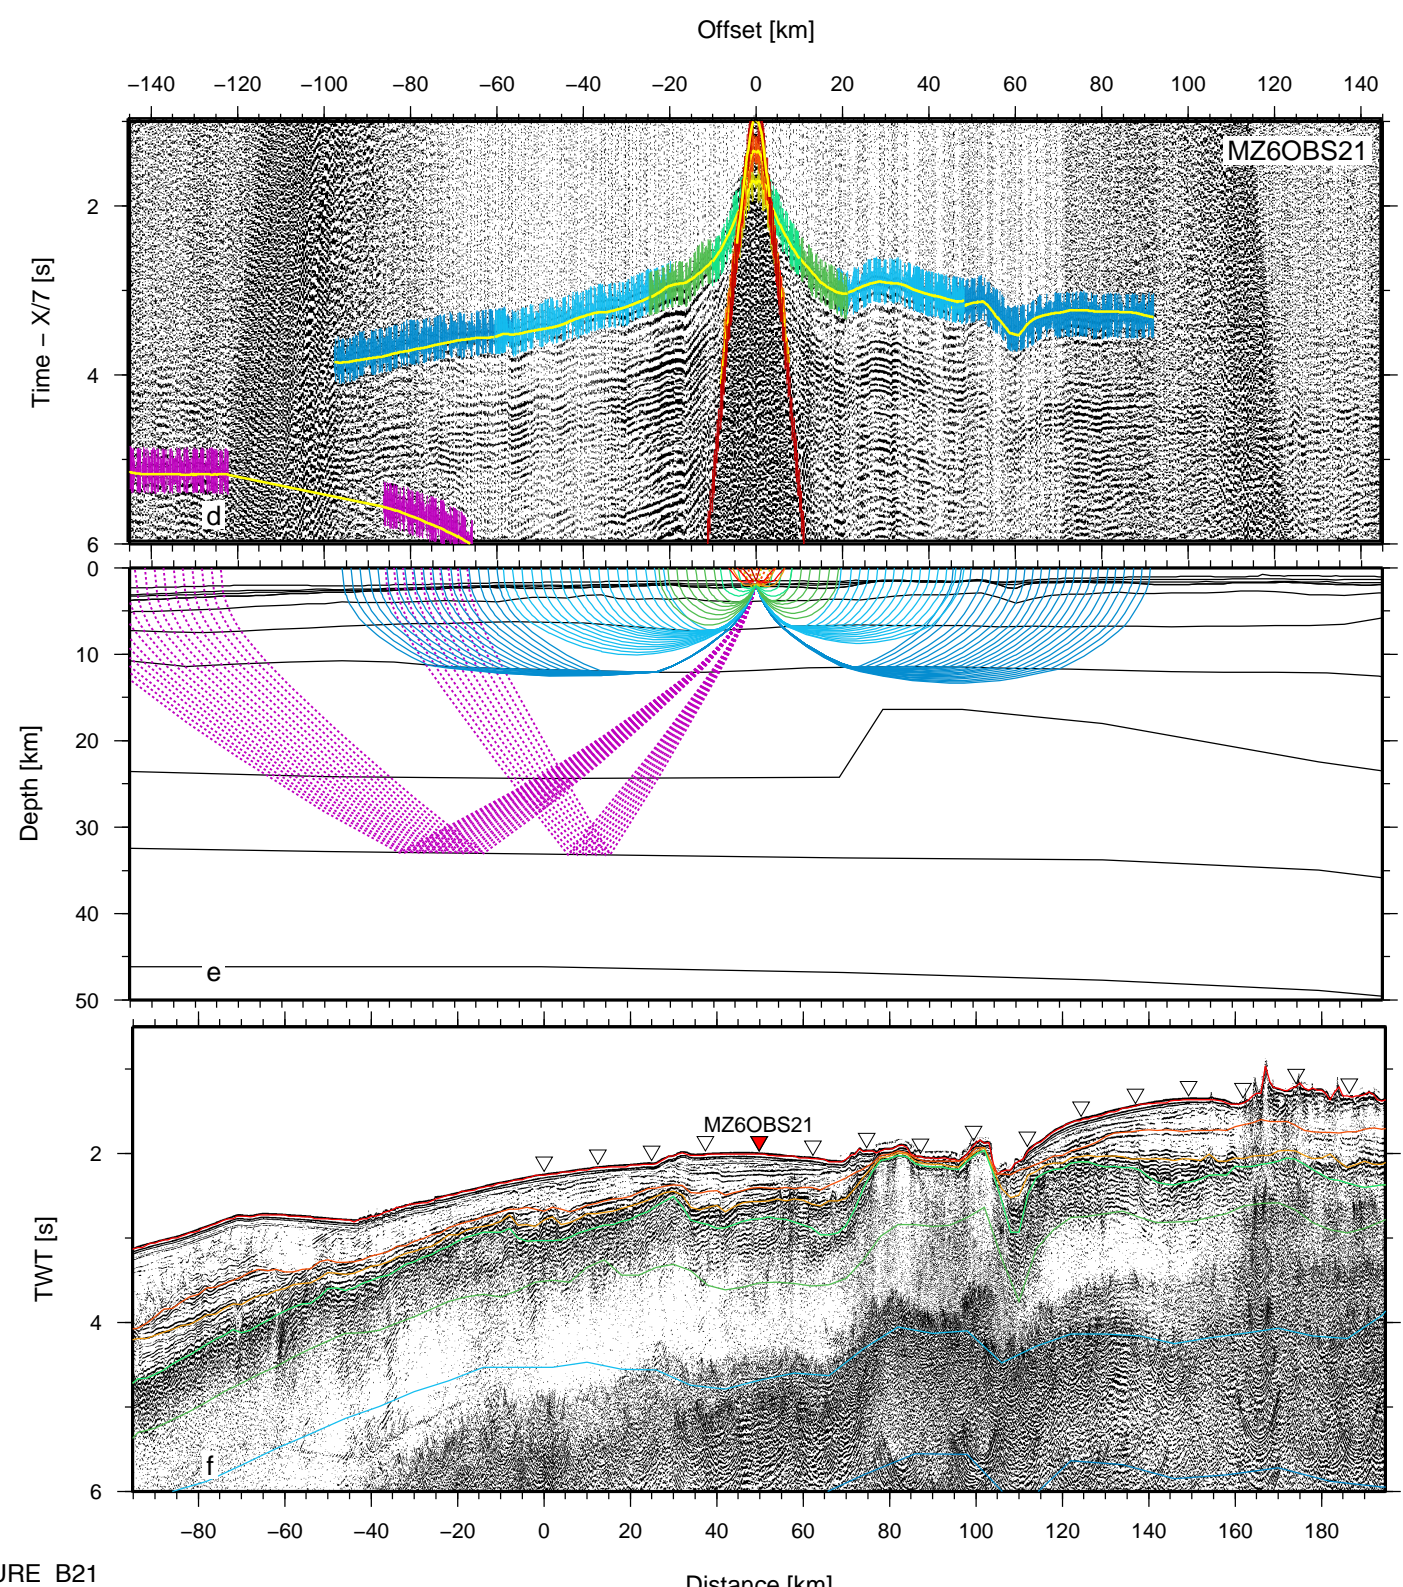 Offset [km]
−140 −120 −100 −80 −60 −40 −20 0 20 40 60 80 100 120 140
MZ6OBS21
Time − X/7 [s]
2
4
6
d
Depth [km]
0
10
20
30
40
50
e
MZ6OBS21
TWT [s]
2
4
6
f
−80 −60 −40 −20 0 20 40 60 80 100 120 140 160 180
URE B21
Distance [km]